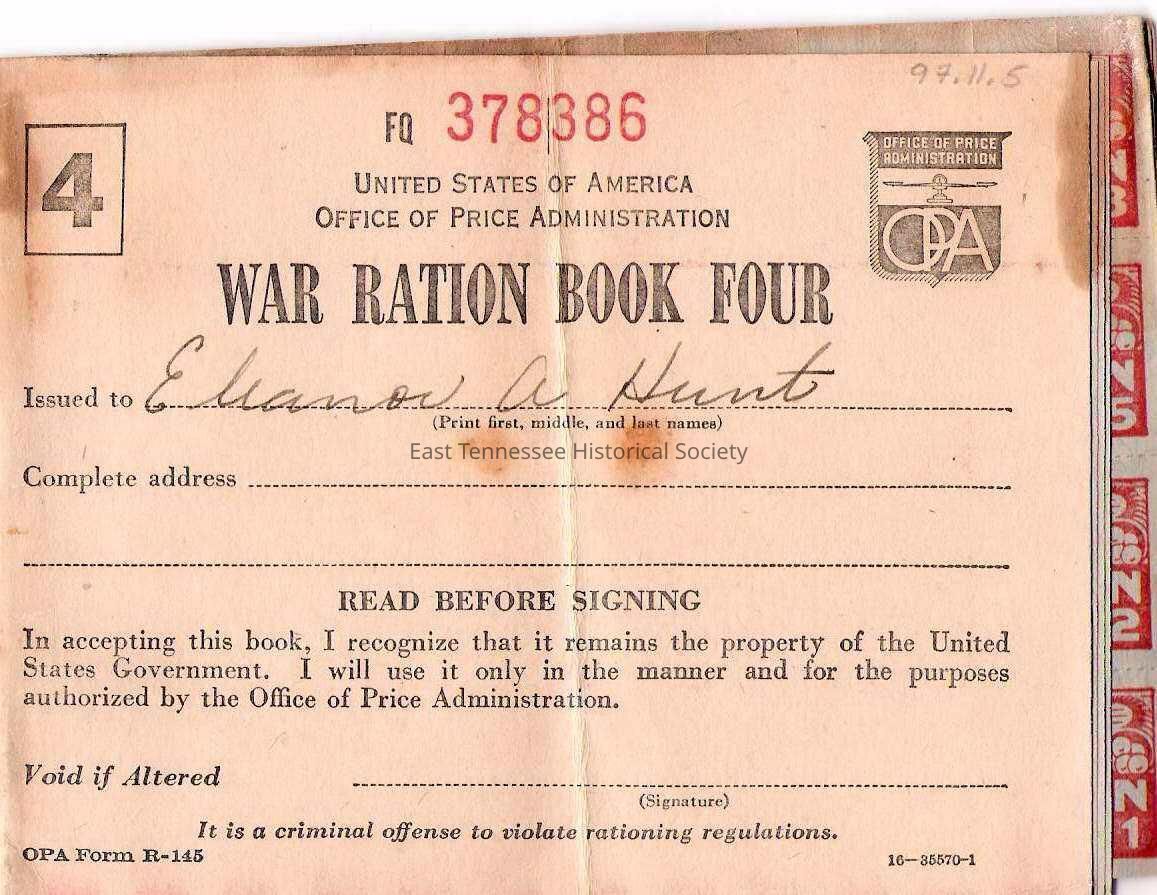 97.11.5
FQ 378386
4
OFFICE OF PRICE
ADMINISTRATION
OPA
UNITED STATES OF AMERICA
OFFICE OF PRICE ADMINISTRATION
WAR RATION BOOK FOUR
Issued to Eleanor A Hunt
(Print first, middle, and last names)
East Tennessee Historical Society
Complete address
READ BEFORE SIGNING
In accepting this book, I recognize that it remains the property of the United
States Government. I will use it only in the manner and for the purposes
authorized by the Office of Price Administration.
Void if Altered
(Signature)
It is a criminal offense to violate rationing regulations.
OPA Form R-145
16—35570-1